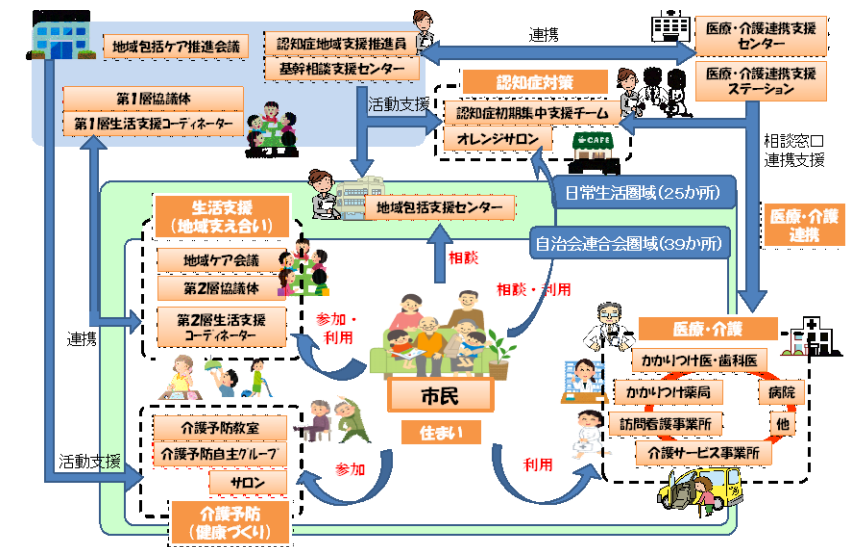 地域包括ケア推進会議
認知症地域支援推進員
基幹相談支援センター
連携
医療・介護連携支援
センター
医療・介護連携支援
ステーション
第1層協議体
第1層生活支援コーディネーター
活動支援
認知症対策
認知症初期集中支援チーム
オレンジサロン
CAFE
相談窓口
連携支援
日常生活圏域(25か所)
生活支援
(地域支え合い)
地域包括支援センター
医療・介護
連携
自治会連合会圏域(39か所)
地域ケア会議
第2層協議体
第2層生活支援
コーディネーター
連携
相談
相談・利用
参加・
利用
医療・介護
かかりつけ医・歯科医
かかりつけ薬局
病院
訪問看護事業所
他
介護サービス事業所
市民
住まい
介護予防教室
介護予防自主グループ
サロン
活動支援
参加
利用
介護予防
(健康づくり)